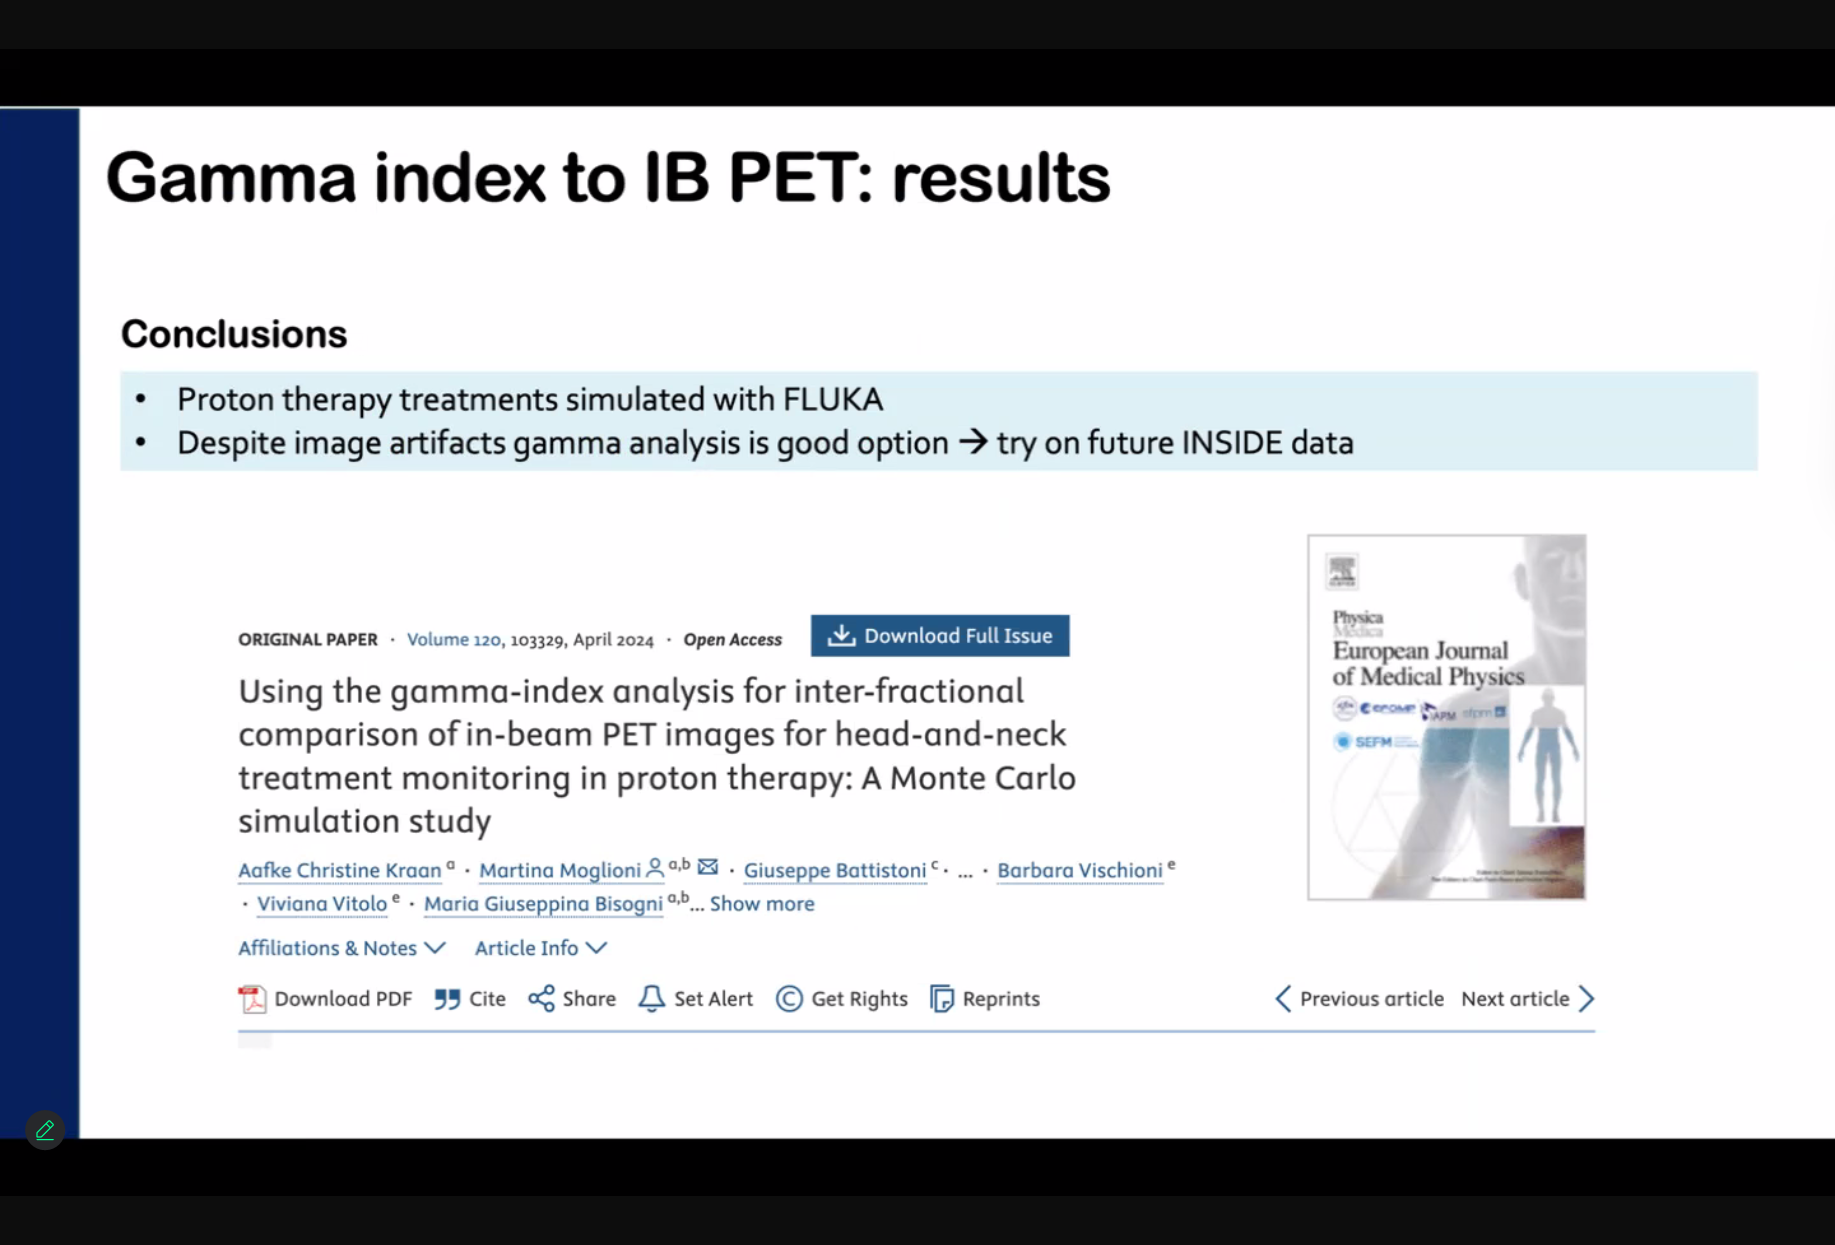 Gamma index to IB PET: results
Conclusions
• Proton therapy treatments simulated with FLUKA
• Despite image artifacts gamma analysis is good option → try on future INSIDE data
ORIGINAL PAPER · Volume 120, 103329, April 2024 · Open Access
Download Full Issue
Using the gamma-index analysis for inter-fractional
comparison of in-beam PET images for head-and-neck
treatment monitoring in proton therapy: A Monte Carlo
simulation study
Aafke Christine Kraan a · Martina Moglioni a,b · Giuseppe Battistoni c · ... · Barbara Vischioni e
· Viviana Vitolo e · Maria Giuseppina Bisogni a,b... Show more
Affiliations & Notes Article Info
Download PDF Cite Share Set Alert Get Rights Reprints
Previous article Next article
Physica
Medica
European Journal
of Medical Physics
SEFM